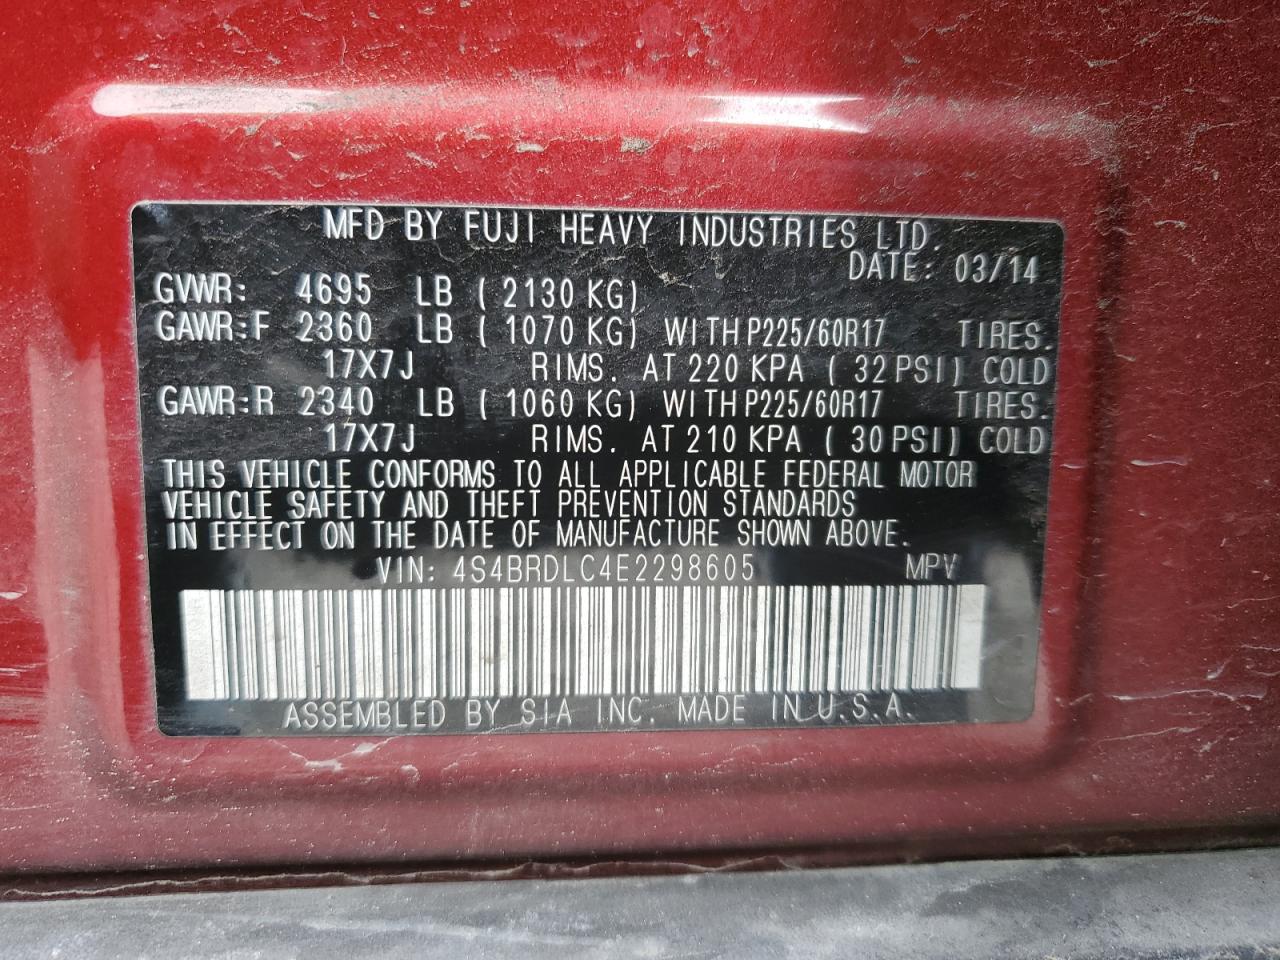 MFD BY FUJI HEAVY INDUSTRIES LTD.
DATE: 03/14
GVWR: 4695 LB ( 2130 KG)
GAWR:F 2360 LB ( 1070 KG) WITH P225/60R17 TIRES.
17X7J RIMS. AT 220 KPA ( 32 PSI) COLD
GAWR:R 2340 LB ( 1060 KG) WITH P225/60R17 TIRES.
17X7J RIMS. AT 210 KPA ( 30 PSI) COLD
THIS VEHICLE CONFORMS TO ALL APPLICABLE FEDERAL MOTOR
VEHICLE SAFETY AND THEFT PREVENTION STANDARDS
IN EFFECT ON THE DATE OF MANUFACTURE SHOWN ABOVE.
VIN: 4S4BRDLC4E2298605 MPV
ASSEMBLED BY SIA INC. MADE IN U.S.A.